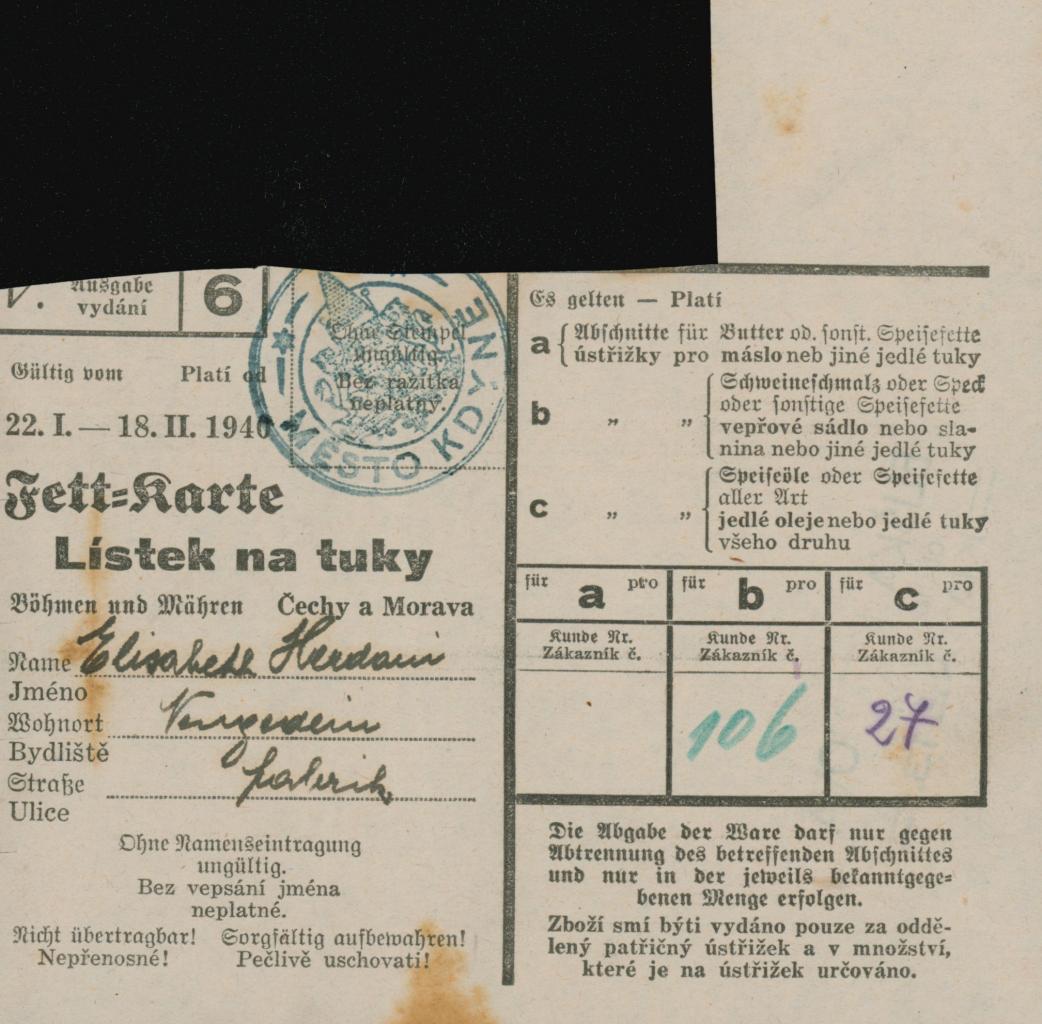 V. Ausgabe
vydání
6
Gültig vom Platí od
22. I. — 18. II. 1940
Ohne Stempel
ungültig.
Bez razítka
neplatný.
MĚSTO KDYNĚ
Fett=Karte
Lístek na tuky
Böhmen und Mähren Čechy a Morava
Name Elisabeth
Jméno
Wohnort
Bydliště
Straße
Ulice
Ohne Namenseintragung
ungültig.
Bez vepsání jména
neplatné.
Nicht übertragbar! Sorgfältig aufbewahren!
Nepřenosné! Pečlivě uschovati!
Es gelten — Platí
a { Abschnitte für Butter od. sonst. Speisefette
ústřižky pro máslo neb jiné jedlé tuky
b „ „ { Schweineschmalz oder Speck
oder sonstige Speisefette
vepřové sádlo nebo sla-
nina nebo jiné jedlé tuky
c „ „ { Speiseöle oder Speisefette
aller Art
jedlé oleje nebo jedlé tuky
všeho druhu
für a pro für b pro für c pro
Kunde Nr. Kunde Nr. Kunde Nr.
Zákazník č. Zákazník č. Zákazník č.
106 27
Die Abgabe der Ware darf nur gegen
Abtrennung des betreffenden Abschnittes
und nur in der jeweils bekanntgege=
benen Menge erfolgen.
Zboží smí býti vydáno pouze za oddě-
lený patřičný ústřižek a v množství,
které je na ústřižek určováno.